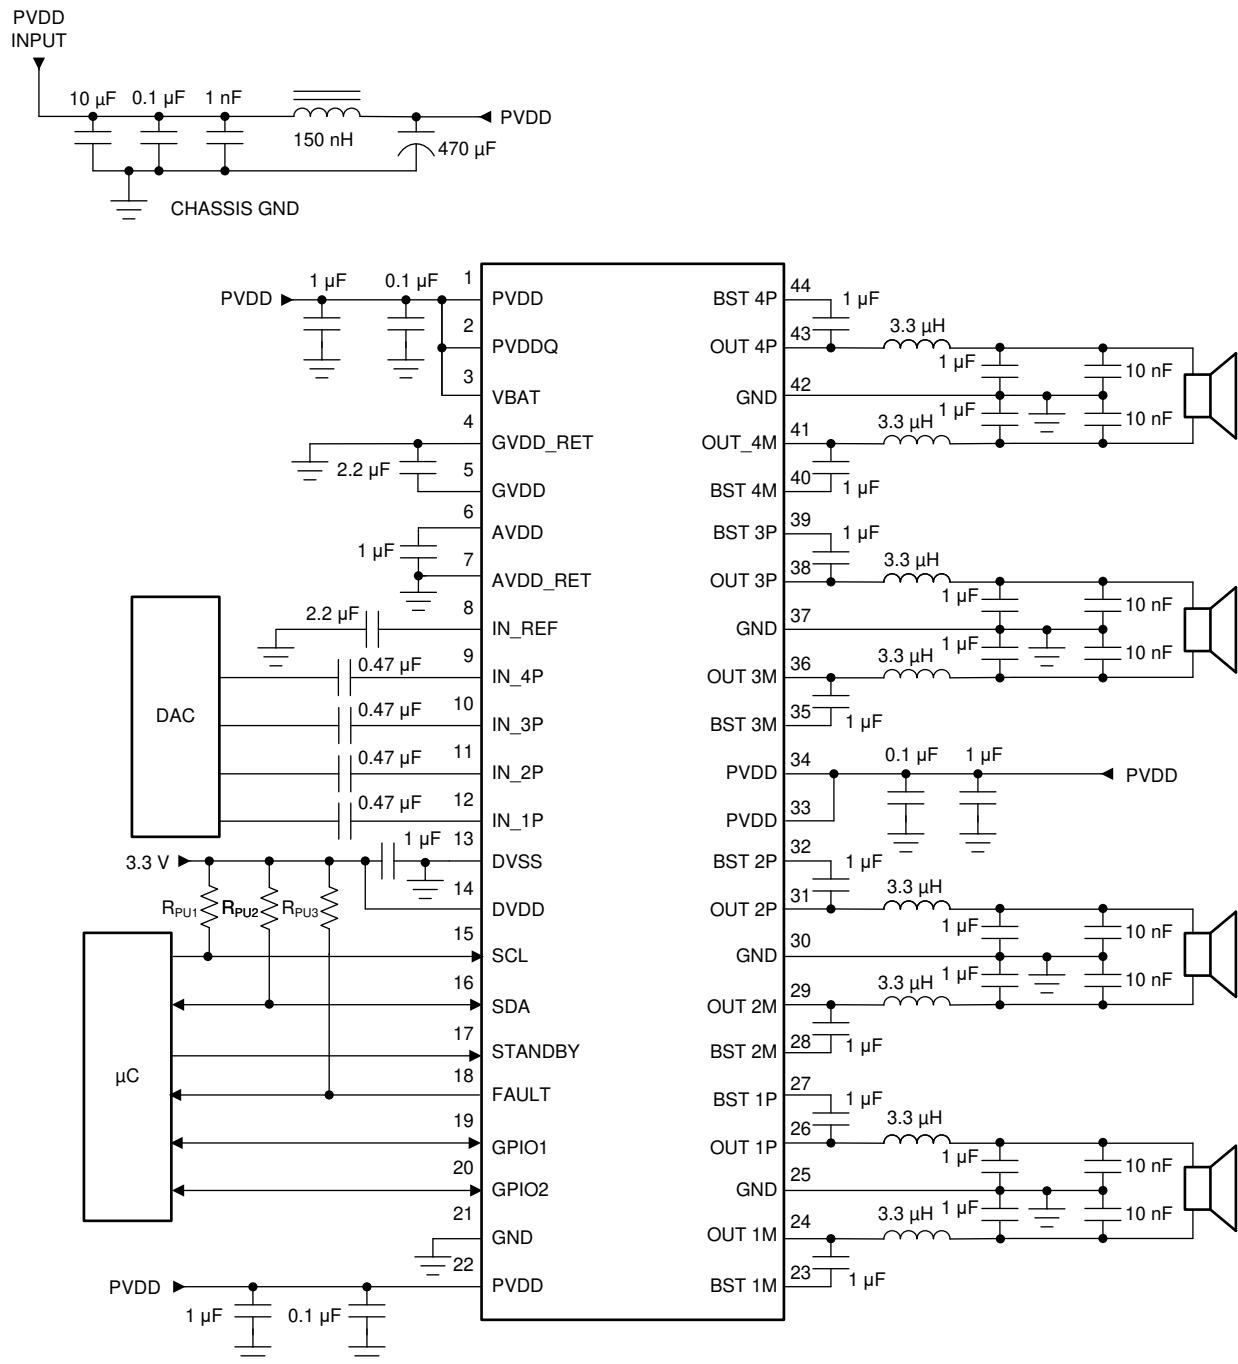 PVDD
INPUT
10 µF 0.1 µF 1 nF
150 nH
470 µF
PVDD
CHASSIS GND
PVDD
1 µF
0.1 µF
1
PVDD
2
PVDDQ
3
VBAT
4
GVDD_RET
2.2 µF
5
GVDD
6
AVDD
1 µF
7
AVDD_RET
8
2.2 µF
IN_REF
9
0.47 µF
IN_4P
DAC
10
0.47 µF
IN_3P
11
0.47 µF
IN_2P
12
0.47 µF
IN_1P
13
1 µF
3.3 V
DVSS
14
RPU1
RPU2
RPU3
DVDD
15
SCL
16
SDA
17
STANDBY
µC
18
FAULT
19
GPIO1
20
GPIO2
21
GND
22
PVDD
PVDD
1 µF
0.1 µF
44
BST 4P
1 µF
43
3.3 µH
OUT 4P
1 µF
10 nF
42
GND
1 µF
10 nF
41
3.3 µH
OUT_4M
40
BST 4M
1 µF
39
BST 3P
1 µF
38
3.3 µH
OUT 3P
1 µF
10 nF
37
GND
1 µF
10 nF
36
3.3 µH
OUT 3M
35
BST 3M
1 µF
34
0.1 µF
1 µF
PVDD
PVDD
33
PVDD
32
BST 2P
1 µF
31
3.3 µH
OUT 2P
1 µF
10 nF
30
GND
1 µF
10 nF
29
3.3 µH
OUT 2M
28
BST 2M
1 µF
27
BST 1P
1 µF
26
3.3 µH
OUT 1P
1 µF
10 nF
25
GND
1 µF
10 nF
24
3.3 µH
OUT 1M
23
BST 1M
1 µF